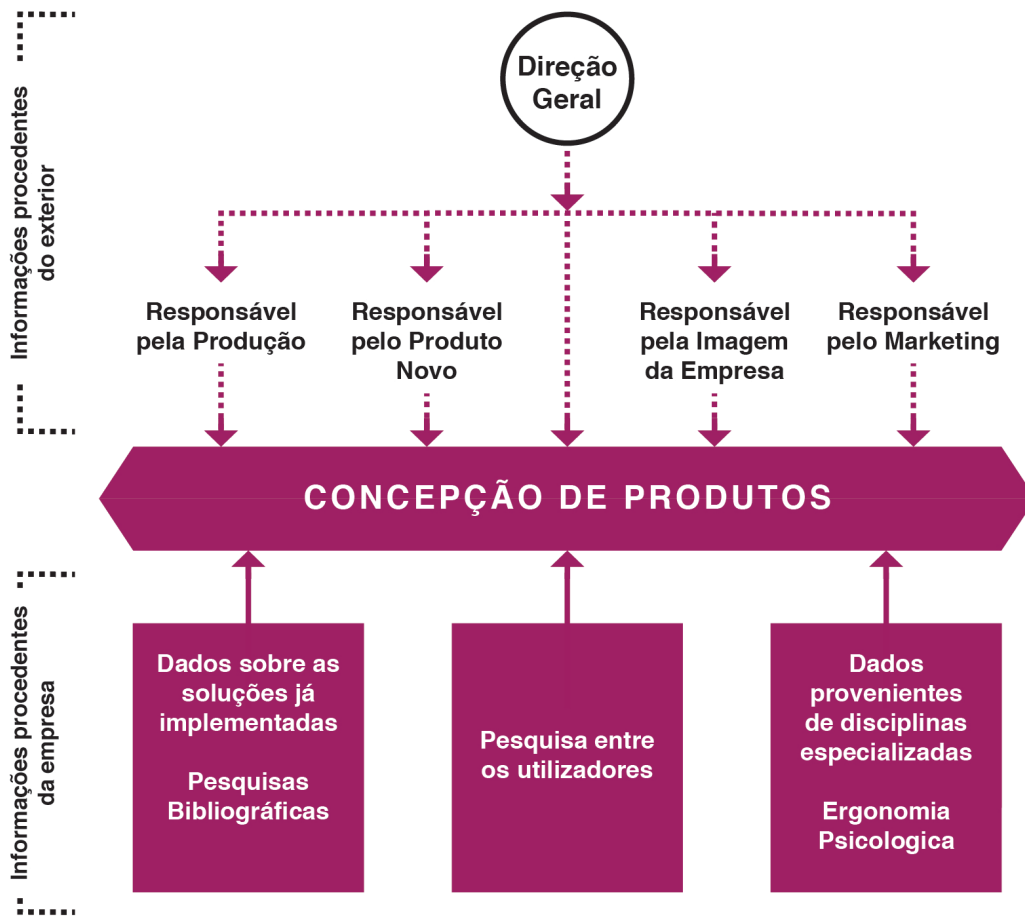 Informações procedentes
do exterior
Direção
Geral
Responsável
pela Produção
Responsável
pelo Produto
Novo
Responsável
pela Imagem
da Empresa
Responsável
pelo Marketing
CONCEPÇÃO DE PRODUTOS
Informações procedentes
da empresa
Dados sobre as
soluções já
implementadas
Pesquisas
Bibliográficas
Pesquisa entre
os utilizadores
Dados
provenientes
de disciplinas
especializadas
Ergonomia
Psicologica